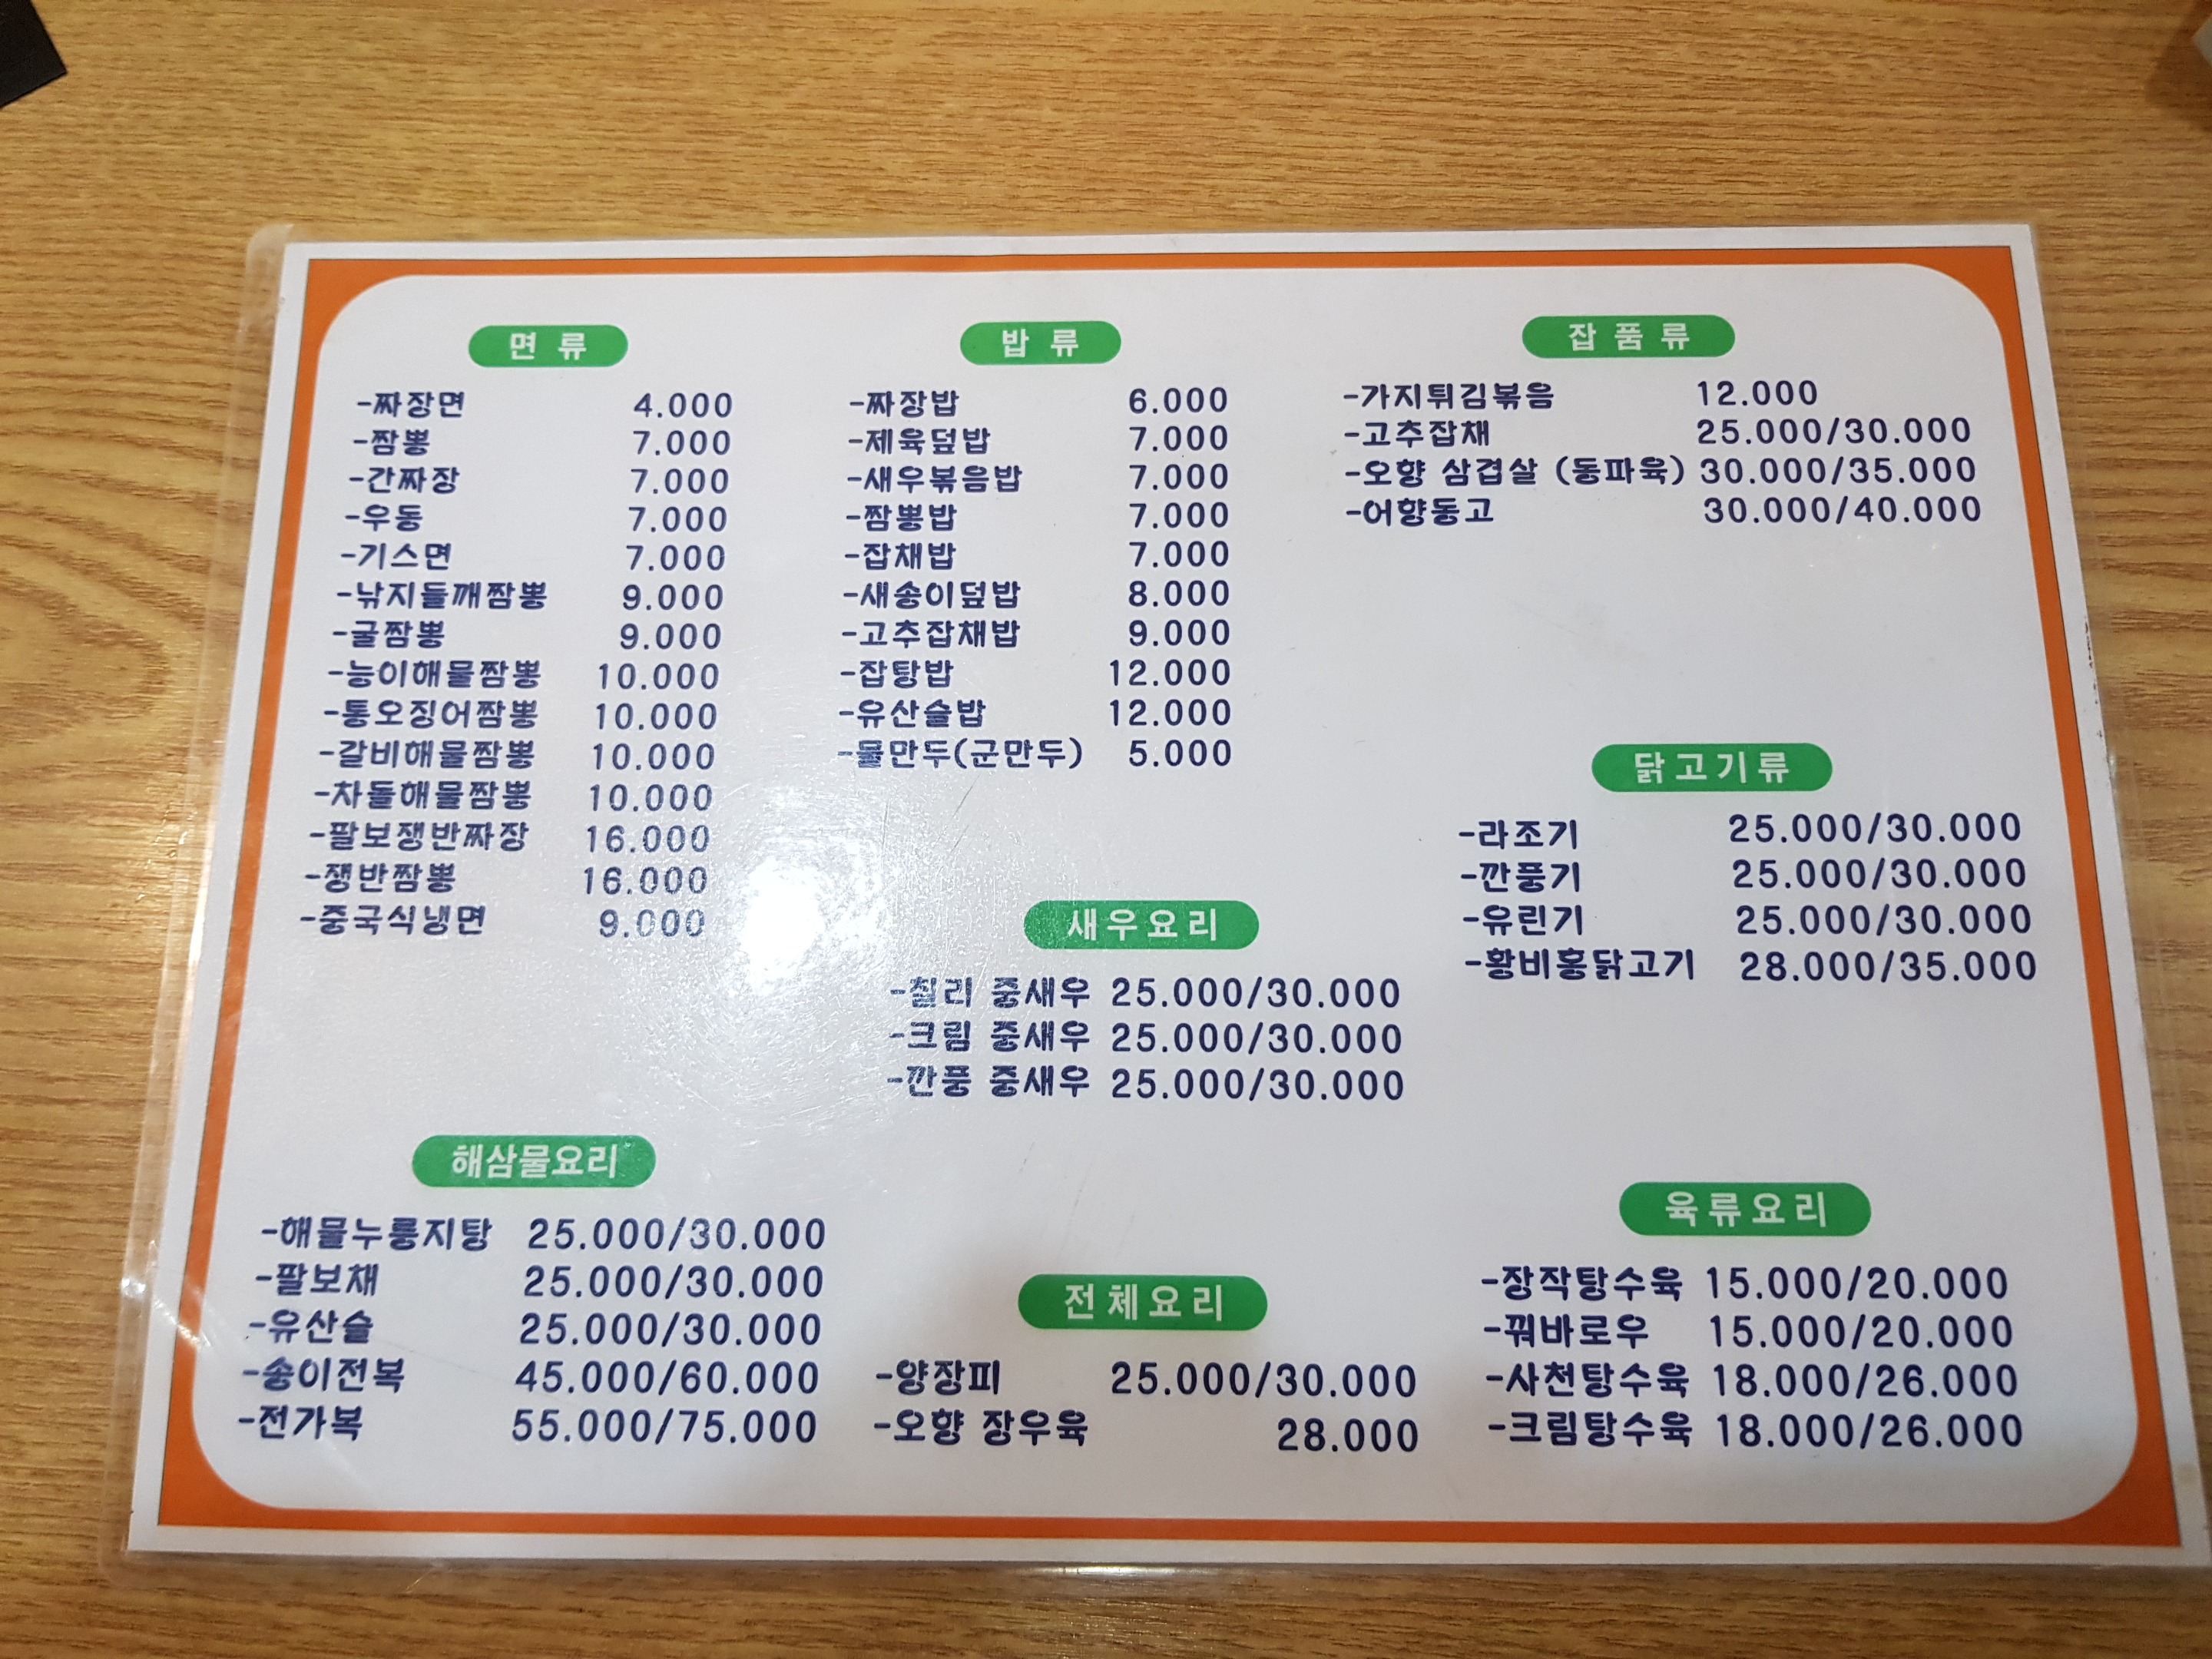 면 류
-짜장면 4.000
-짬뽕 7.000
-간짜장 7.000
-우동 7.000
-기스면 7.000
-낚지들깨짬뽕 9.000
-굴짬뽕 9.000
-능이해물짬뽕 10.000
-통오징어짬뽕 10.000
-갈비해물짬뽕 10.000
-차돌해물짬뽕 10.000
-팔보쟁반짜장 16.000
-쟁반짬뽕 16.000
-중국식냉면 9.000
밥 류
-짜장밥 6.000
-제육덮밥 7.000
-새우볶음밥 7.000
-짬뽕밥 7.000
-잡채밥 7.000
-새송이덮밥 8.000
-고추잡채밥 9.000
-잡탕밥 12.000
-유산슬밥 12.000
-물만두(군만두) 5.000
잡 품 류
-가지튀김볶음 12.000
-고추잡채 25.000/30.000
-오향 삼겹살 (동파육) 30.000/35.000
-어향동고 30.000/40.000
닭고기류
-라조기 25.000/30.000
-깐풍기 25.000/30.000
-유린기 25.000/30.000
-황비홍닭고기 28.000/35.000
새우요리
-칠리 중새우 25.000/30.000
-크림 중새우 25.000/30.000
-깐풍 중새우 25.000/30.000
해삼물요리
-해물누룽지탕 25.000/30.000
-팔보채 25.000/30.000
-유산슬 25.000/30.000
-송이전복 45.000/60.000
-전가복 55.000/75.000
전체요리
-양장피 25.000/30.000
-오향 장우육 28.000
육류요리
-장작탕수육 15.000/20.000
-꿔바로우 15.000/20.000
-사천탕수육 18.000/26.000
-크림탕수육 18.000/26.000